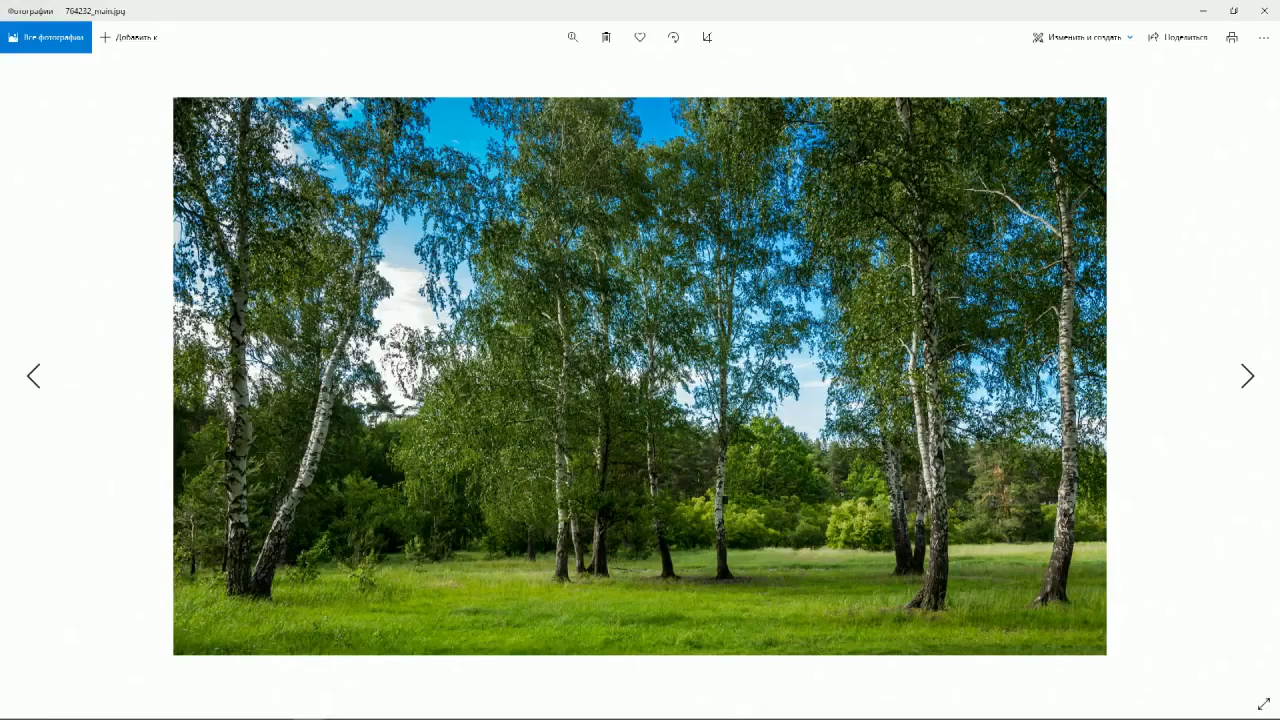 Фотографии
764232_main.jpg
Все фотографии
Добавить к
Изменить и создать
Поделиться